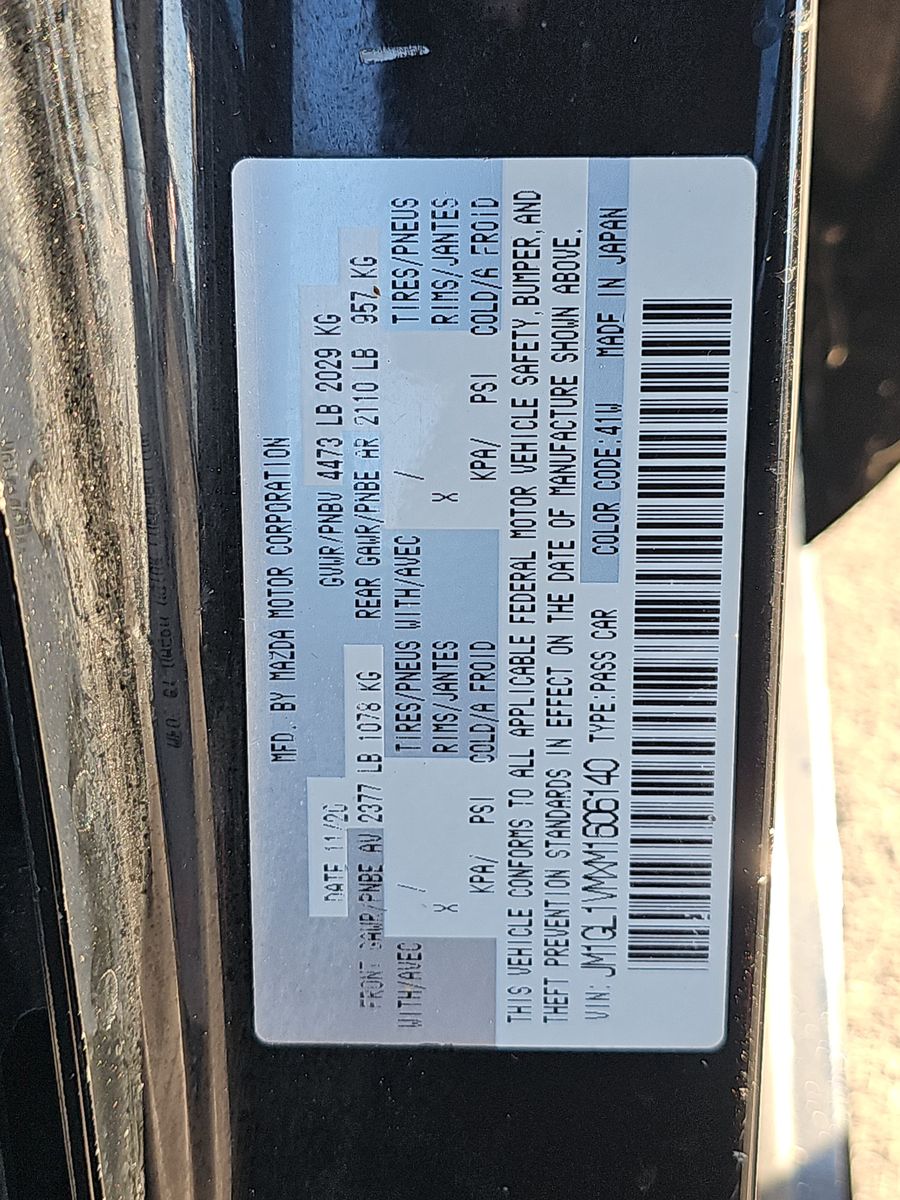 MFD. BY MAZDA MOTOR CORPORATION
DATE 11/20 GVWR/PNBV 4473 LB 2029 KG
FRONT GAWR/PNBE AV 2377 LB 1078 KG REAR GAWR/PNBE AR 2110 LB 957 KG
WITH/AVEC / TIRES/PNEUS WITH/AVEC / TIRES/PNEUS
X RIMS/JANTES X RIMS/JANTES
KPA/ PSI COLD/A FROID KPA/ PSI COLD/A FROID
THIS VEHICLE CONFORMS TO ALL APPLICABLE FEDERAL MOTOR VEHICLE SAFETY,BUMPER,AND
THEFT PREVENTION STANDARDS IN EFFECT ON THE DATE OF MANUFACTURE SHOWN ABOVE.
VIN: JM1GL1VMXM1606140 TYPE:PASS CAR COLOR CODE:41W MADE IN JAPAN